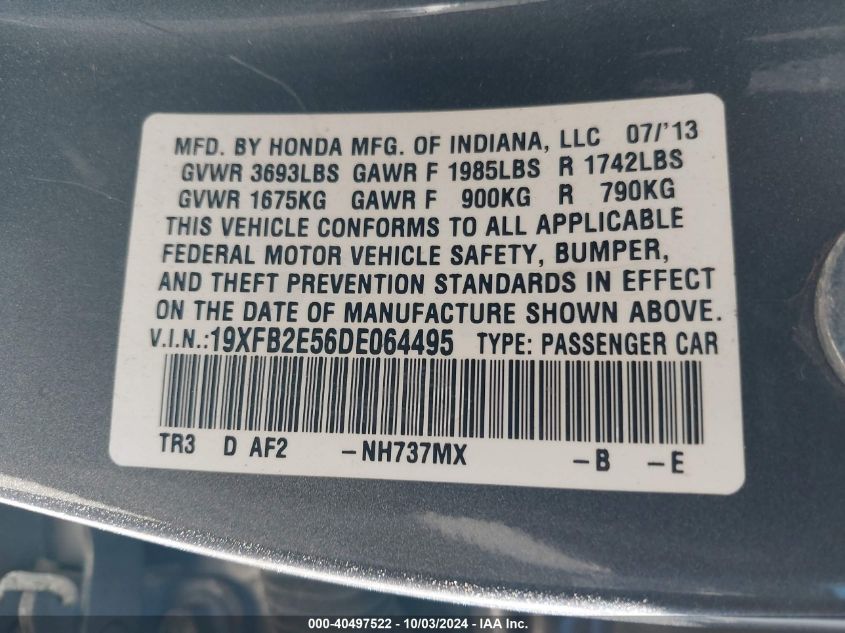 MFD. BY HONDA MFG. OF INDIANA, LLC 07/'13
GVWR 3693LBS GAWR F 1985LBS R 1742LBS
GVWR 1675KG GAWR F 900KG R 790KG
THIS VEHICLE CONFORMS TO ALL APPLICABLE
FEDERAL MOTOR VEHICLE SAFETY, BUMPER,
AND THEFT PREVENTION STANDARDS IN EFFECT
ON THE DATE OF MANUFACTURE SHOWN ABOVE.
V.I.N.:19XFB2E56DE064495 TYPE: PASSENGER CAR
TR3 D AF2 -NH737MX -B -E
000-40497522 - 10/03/2024 - IAA Inc.